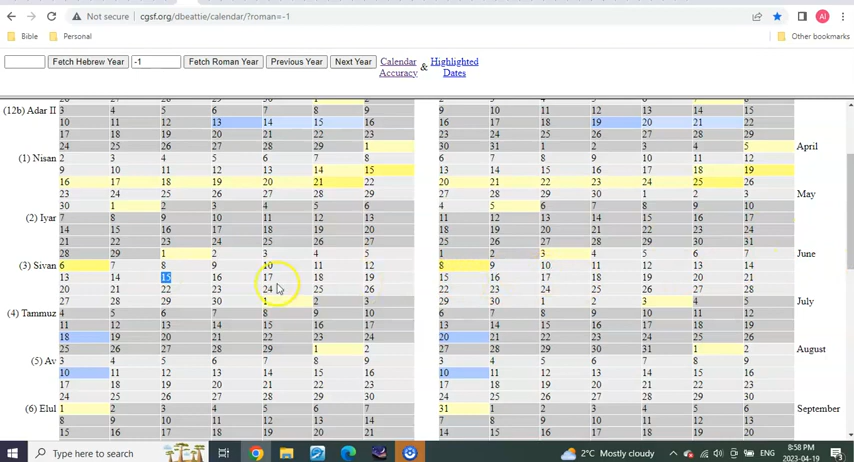 Not secure | cgsf.org/dbeattie/calendar/?roman=-1
Al
Bible Personal Other bookmarks
Fetch Hebrew Year -1 Fetch Roman Year Previous Year Next Year Calendar Accuracy & Highlighted Dates
(12b) Adar II 3 4 5 6 7 8 9 10 11 12 13 14 15
10 11 12 13 14 15 16 16 17 18 19 20 21 22
17 18 19 20 21 22 23 23 24 25 26 27 28 29
24 25 26 27 28 29 1 30 31 1 2 3 4 5 April
(1) Nisan 2 3 4 5 6 7 8 6 7 8 9 10 11 12
9 10 11 12 13 14 15 13 14 15 16 17 18 19
16 17 18 19 20 21 22 20 21 22 23 24 25 26
23 24 25 26 27 28 29 27 28 29 30 1 2 3 May
30 1 2 3 4 5 6 4 5 6 7 8 9 10
(2) Iyar 7 8 9 10 11 12 13 11 12 13 14 15 16 17
14 15 16 17 18 19 20 18 19 20 21 22 23 24
21 22 23 24 25 26 27 25 26 27 28 29 30 31
28 29 1 2 3 4 5 1 2 3 4 5 6 7 June
(3) Sivan 6 7 8 9 10 11 12 8 9 10 11 12 13 14
13 14 15 16 17 18 19 15 16 17 18 19 20 21
20 21 22 23 24 25 26 22 23 24 25 26 27 28
27 28 29 30 1 2 3 29 30 1 2 3 4 5 July
(4) Tammuz 4 5 6 7 8 9 10 6 7 8 9 10 11 12
11 12 13 14 15 16 17 13 14 15 16 17 18 19
18 19 20 21 22 23 24 20 21 22 23 24 25 26
25 26 27 28 29 1 2 27 28 29 30 31 1 2 August
(5) Av 3 4 5 6 7 8 9 3 4 5 6 7 8 9
10 11 12 13 14 15 16 10 11 12 13 14 15 16
17 18 19 20 21 22 23 17 18 19 20 21 22 23
24 25 26 27 28 29 30 24 25 26 27 28 29 30
(6) Elul 1 2 3 4 5 6 7 31 1 2 3 4 5 6 September
8 9 10 11 12 13 14 7 8 9 10 11 12 13
15 16 17 18 19 20 21 14 15 16 17 18 19 20
Type here to search 2°C Mostly cloudy ENG 8:58 PM 2023-04-19